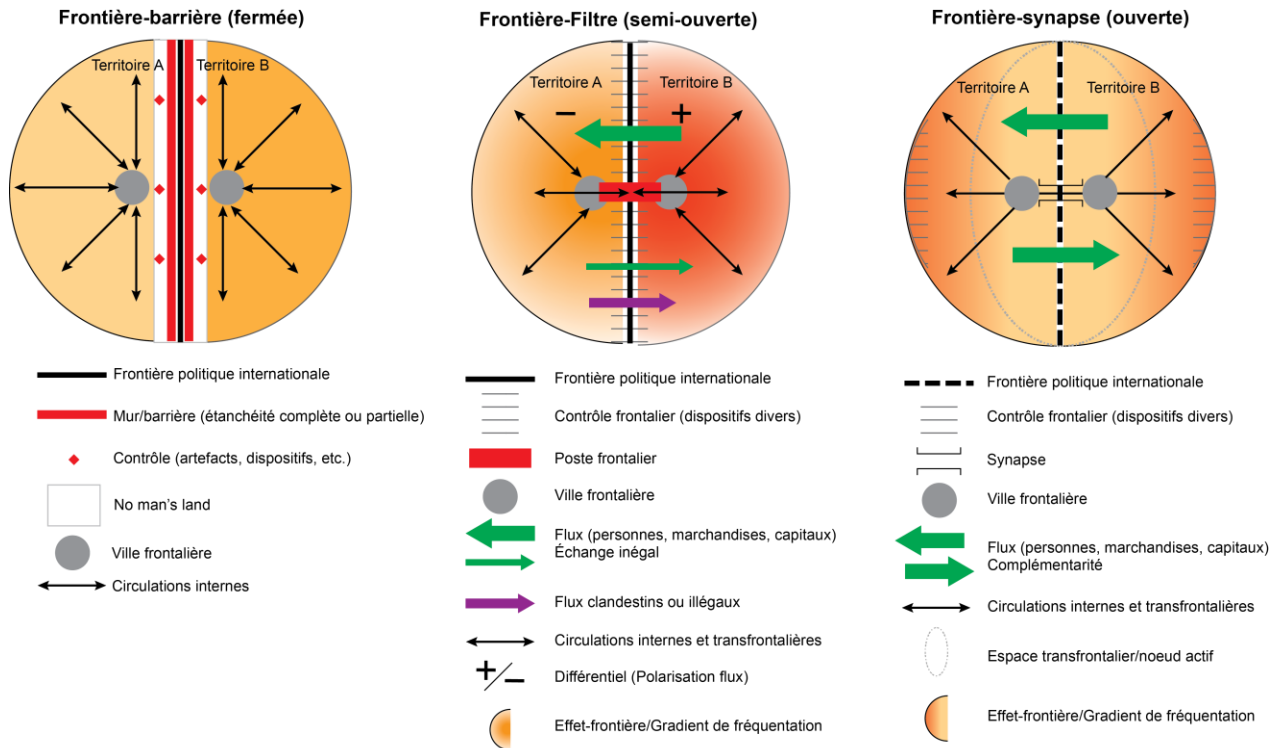 Frontière-barrière (fermée)
Territoire A
Territoire B
Frontière politique internationale
Mur/barrière (étanchéité complète ou partielle)
Contrôle (artefacts, dispositifs, etc.)
No man's land
Ville frontalière
Circulations internes
Frontière-Filtre (semi-ouverte)
Territoire A
Territoire B
- +
Frontière politique internationale
Contrôle frontalier (dispositifs divers)
Poste frontalier
Ville frontalière
Flux (personnes, marchandises, capitaux)
Échange inégal
Flux clandestins ou illégaux
Circulations internes et transfrontalières
+/- Différentiel (Polarisation flux)
Effet-frontière/Gradient de fréquentation
Frontière-synapse (ouverte)
Territoire A
Territoire B
Frontière politique internationale
Contrôle frontalier (dispositifs divers)
Synapse
Ville frontalière
Flux (personnes, marchandises, capitaux)
Complémentarité
Circulations internes et transfrontalières
Espace transfrontalier/noeud actif
Effet-frontière/Gradient de fréquentation